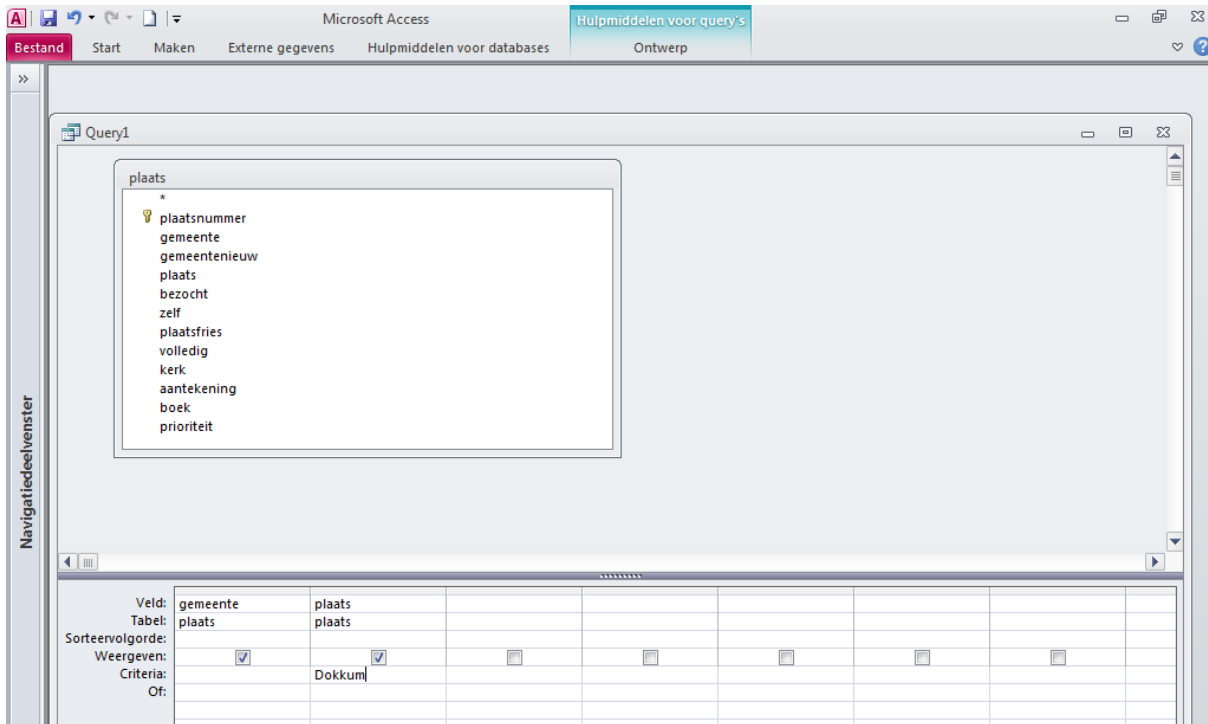 A Microsoft Access Hulpmiddelen voor query's
Bestand Start Maken Externe gegevens Hulpmiddelen voor databases Ontwerp ?
»
Query1
plaats
*
plaatsnummer
gemeente
gemeentenieuw
plaats
bezocht
zelf
plaatsfries
volledig
kerk
aantekening
boek
prioriteit
Navigatiedeelvenster
Veld: gemeente plaats
Tabel: plaats plaats
Sorteervolgorde:
Weergeven:
Criteria: Dokkum
Of: